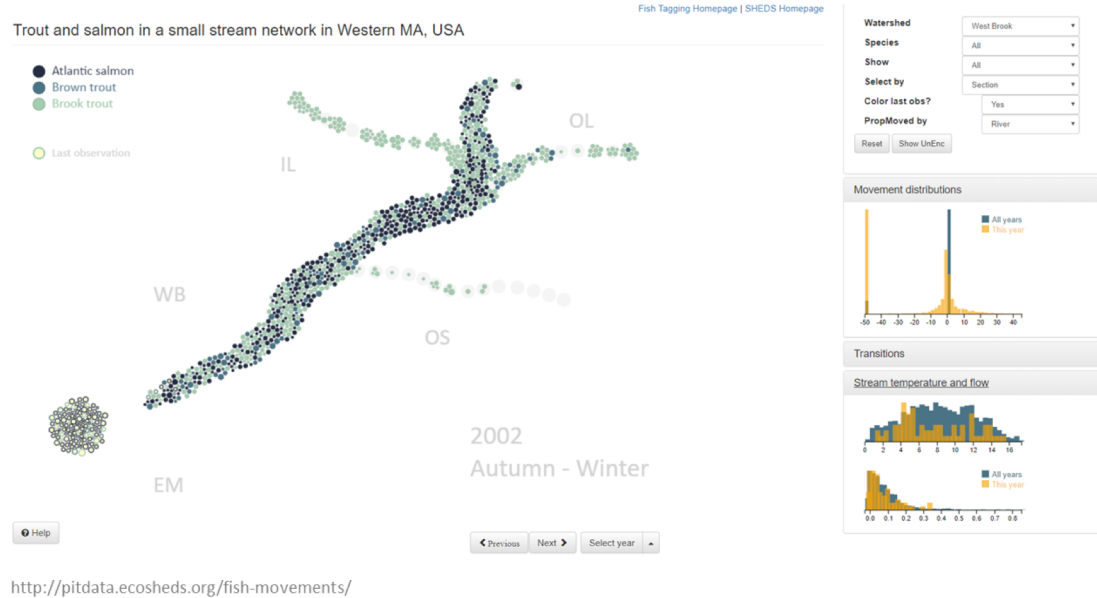 Fish Tagging Homepage | SHEDS Homepage
Trout and salmon in a small stream network in Western MA, USA
Atlantic salmon
Brown trout
Brook trout
Last observation
OL
IL
WB
OS
EM
2002
Autumn - Winter
Help
Previous
Next
Select year
http://pitdata.ecosheds.org/fish-movements/
Watershed West Brook
Species All
Show All
Select by Section
Color last obs? Yes
PropMoved by River
Reset Show UnEnc
Movement distributions
All years
This year
-50 -40 -30 -20 -10 0 10 20 30 40
Transitions
Stream temperature and flow
0 2 4 6 8 10 12 14 16
All years
This year
0.0 0.1 0.2 0.3 0.4 0.5 0.6 0.7 0.8